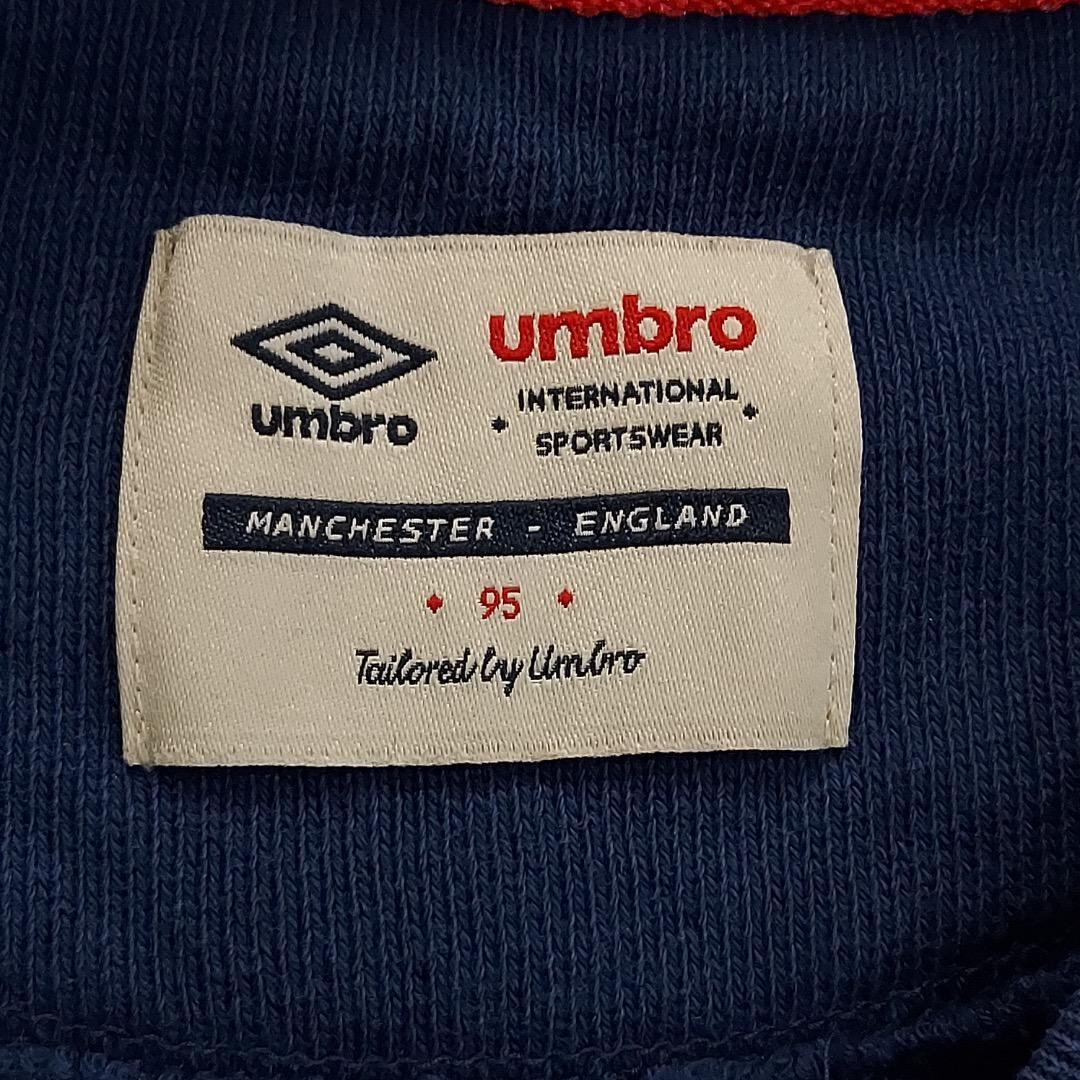 umbro
umbro
INTERNATIONAL
SPORTSWEAR
MANCHESTER - ENGLAND
95
Tailored by Umbro